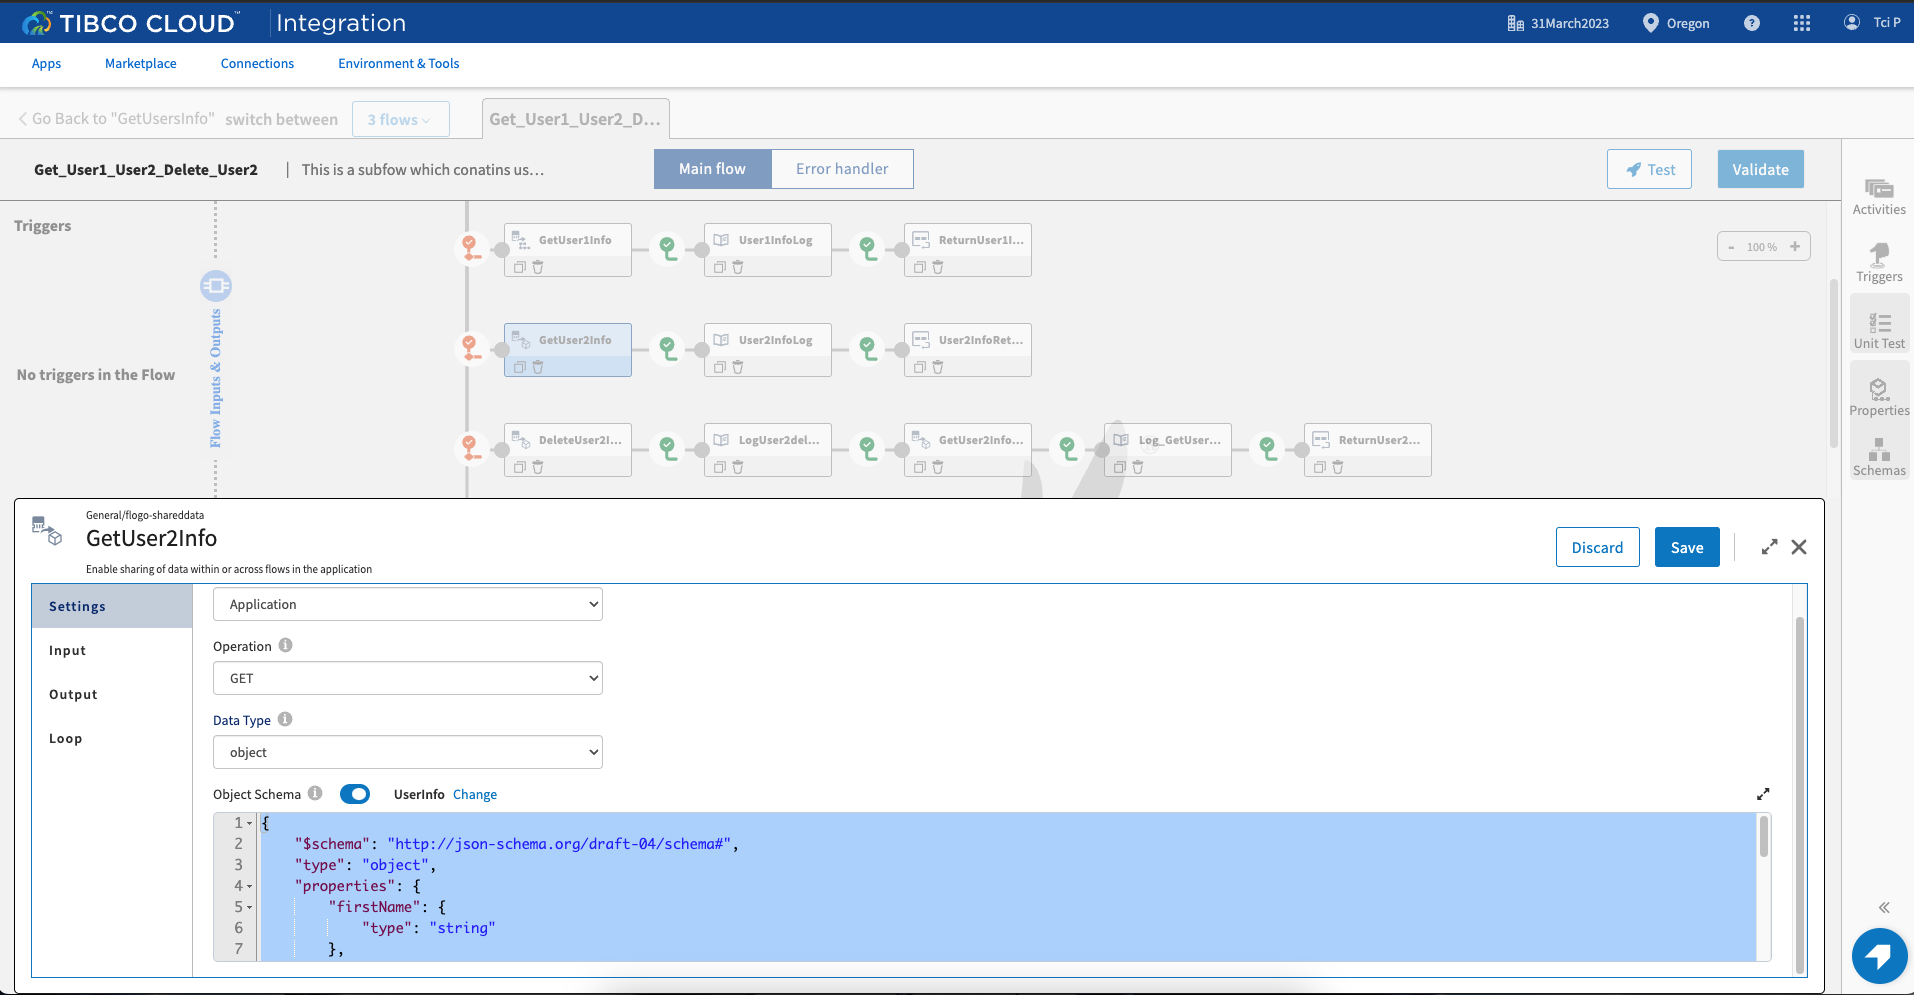 TIBCO CLOUD™ Integration
31March2023
Oregon
?
Tci P
Apps
Marketplace
Connections
Environment & Tools
Go Back to "GetUsersInfo"
switch between
3 flows
Get_User1_User2_D...
Get_User1_User2_Delete_User2
This is a subfow which conatins us...
Main flow
Error handler
Test
Validate
Activities
Triggers
Unit Test
Properties
Schemas
Triggers
No triggers in the Flow
Flow Inputs & Outputs
- 100 % +
GetUser1Info
User1InfoLog
ReturnUser1I...
GetUser2Info
User2InfoLog
User2InfoRet...
DeleteUser2I...
LogUser2del...
GetUser2Info...
Log_GetUser...
ReturnUser2...
General/flogo-shareddata
GetUser2Info
Enable sharing of data within or across flows in the application
Discard
Save
Settings
Input
Output
Loop
Application
Operation
GET
Data Type
object
Object Schema
UserInfo Change
1 {
2 "$schema": "http://json-schema.org/draft-04/schema#",
3 "type": "object",
4 "properties": {
5 "firstName": {
6 "type": "string"
7 },